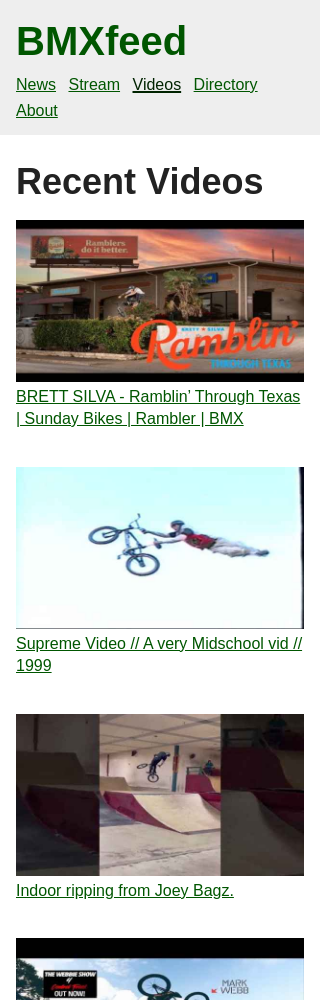 BMXfeed
News Stream Videos Directory
About
Recent Videos
Ramblers
do it better.
BRETT SILVA
Ramblin'
THROUGH TEXAS
BRETT SILVA - Ramblin' Through Texas
| Sunday Bikes | Rambler | BMX
Supreme Video // A very Midschool vid //
1999
Indoor ripping from Joey Bagz.
THE WEBBIE SHOW
OUT NOW!
MARK
WEBB